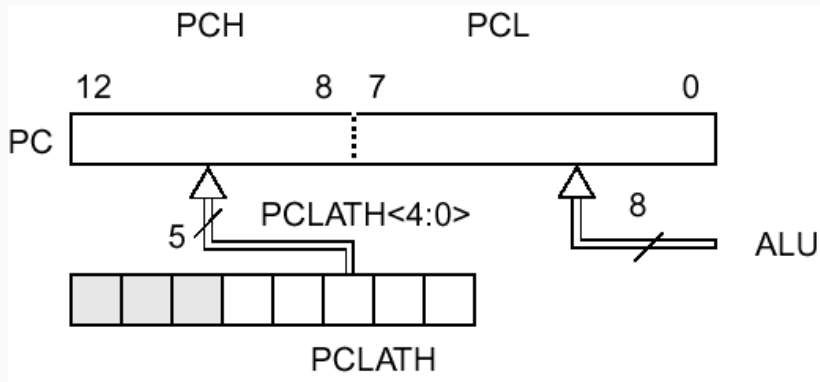 PCH PCL
12 8 7 0
PC
5 PCLATH<4:0> 8
ALU
PCLATH